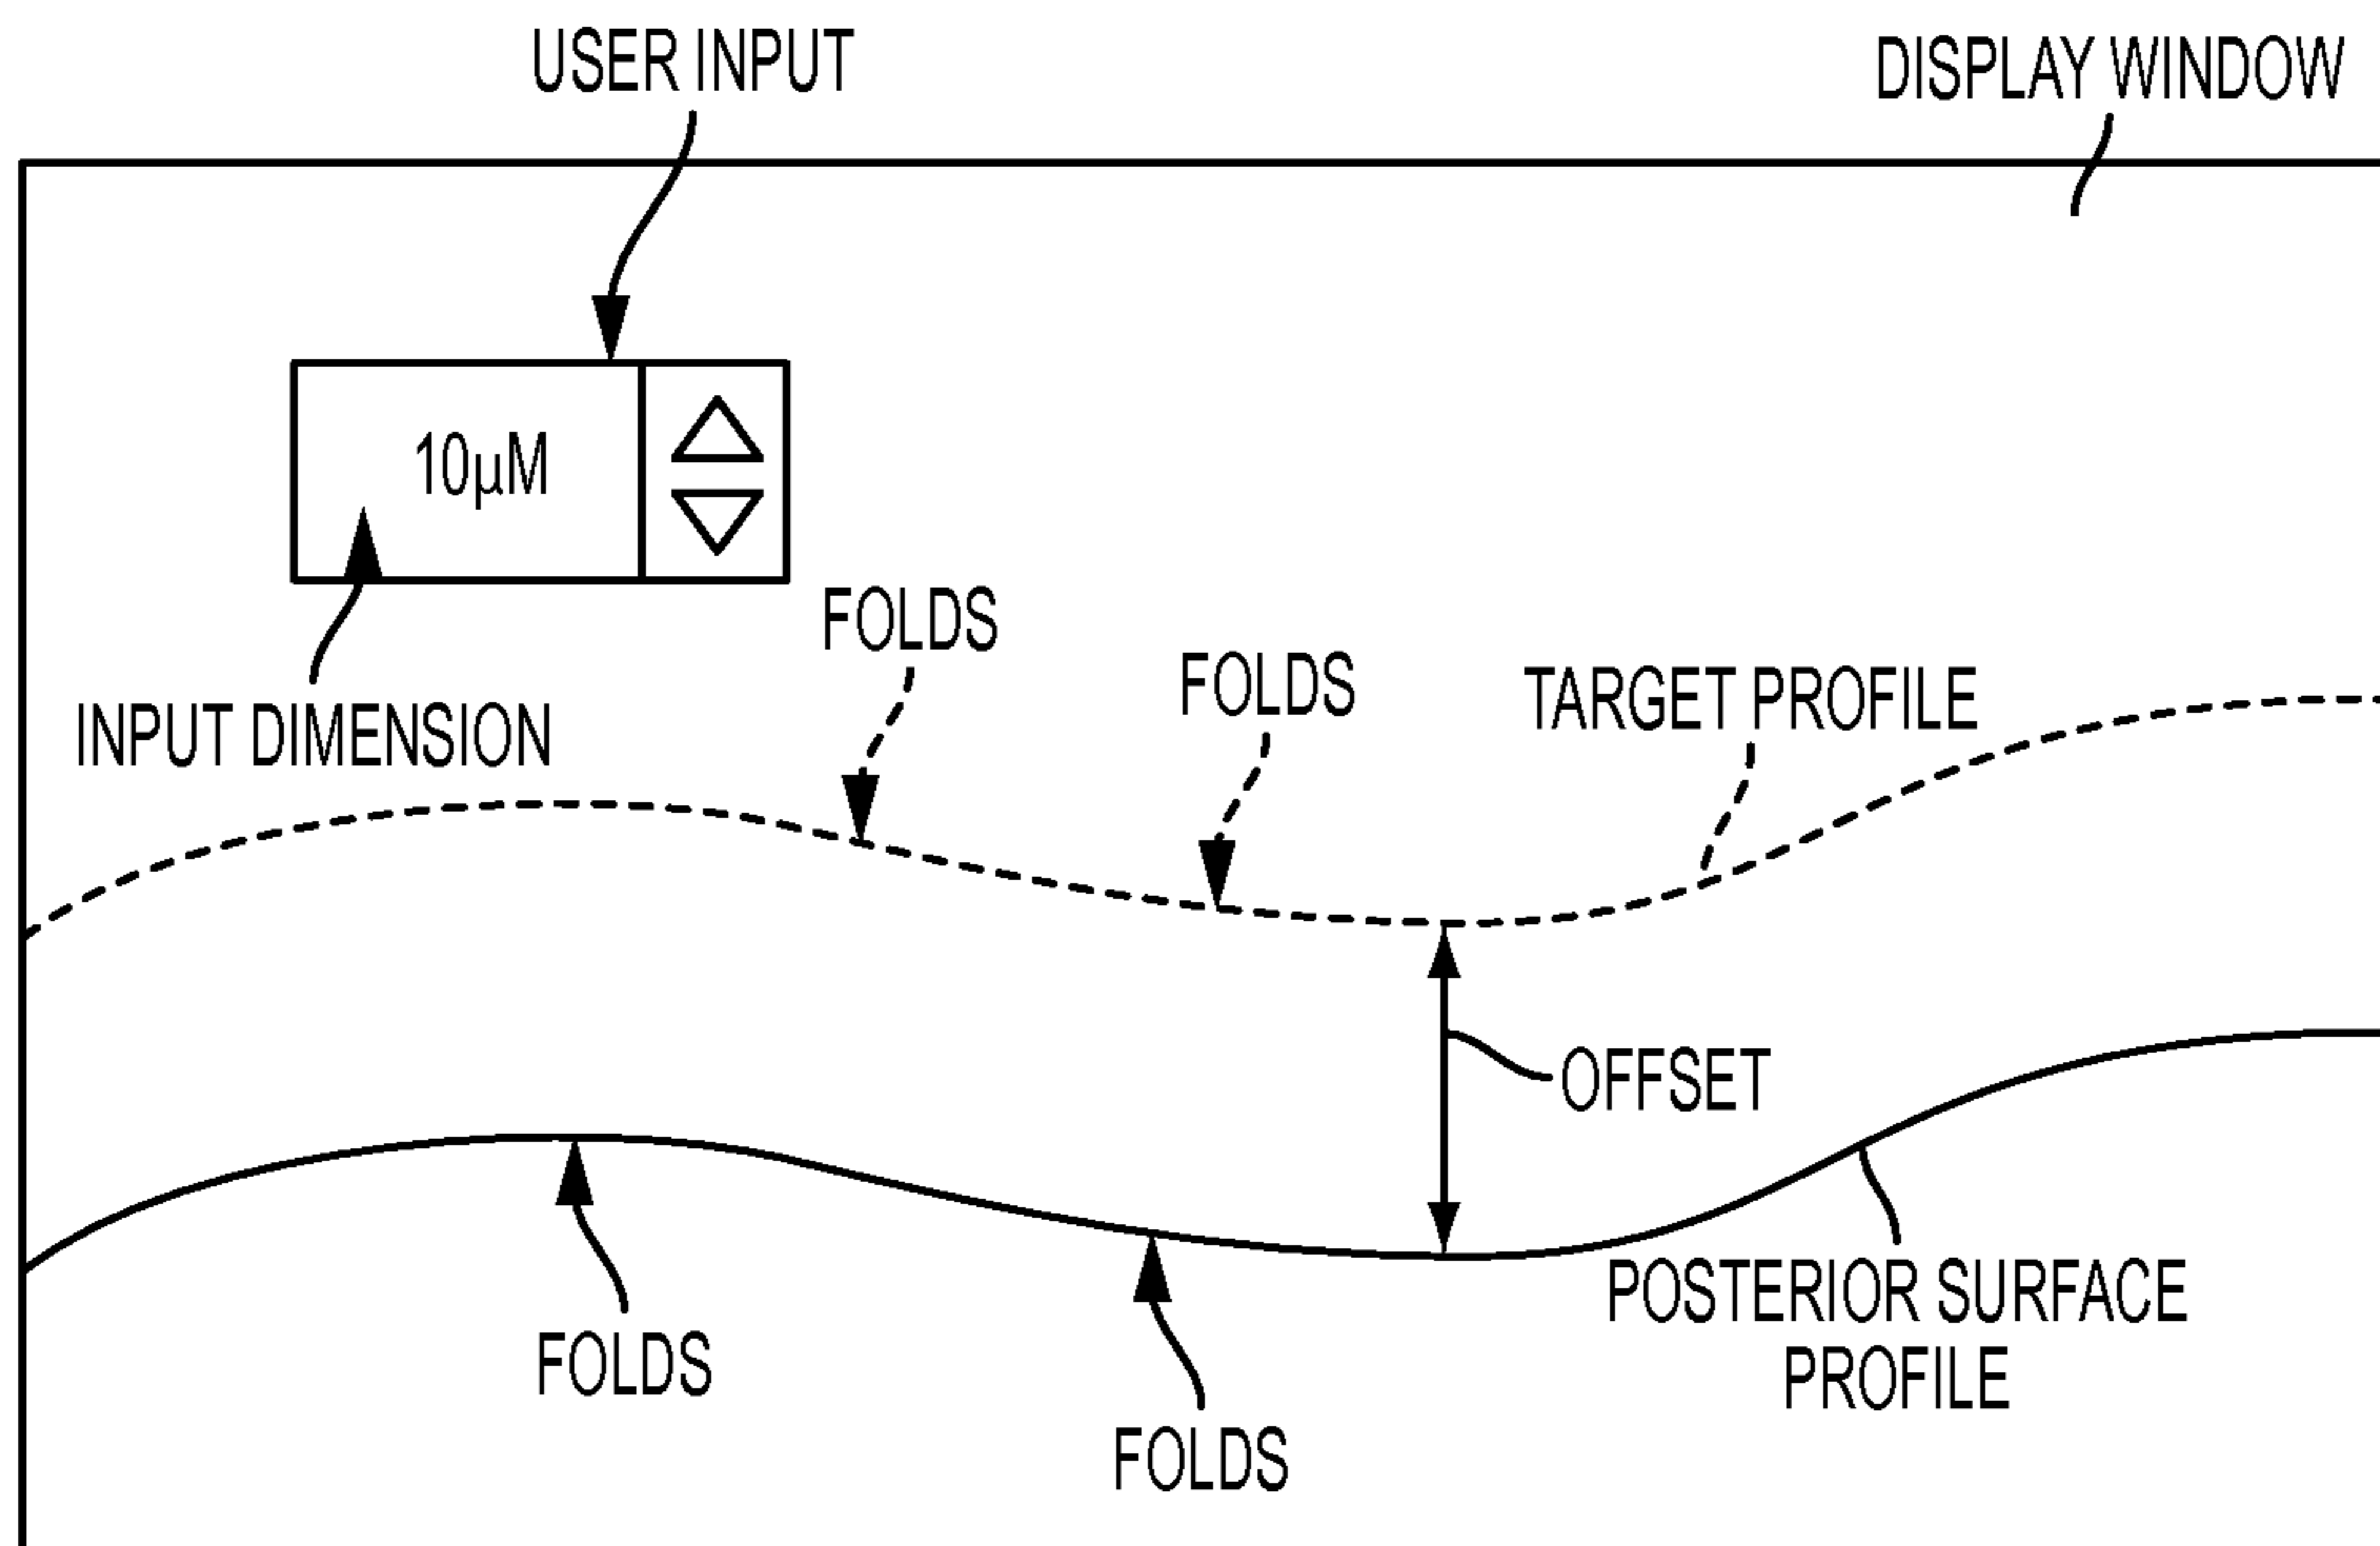 USER INPUT
DISPLAY WINDOW
10µM
FOLDS
FOLDS
TARGET PROFILE
INPUT DIMENSION
OFFSET
POSTERIOR SURFACE
PROFILE
FOLDS
FOLDS